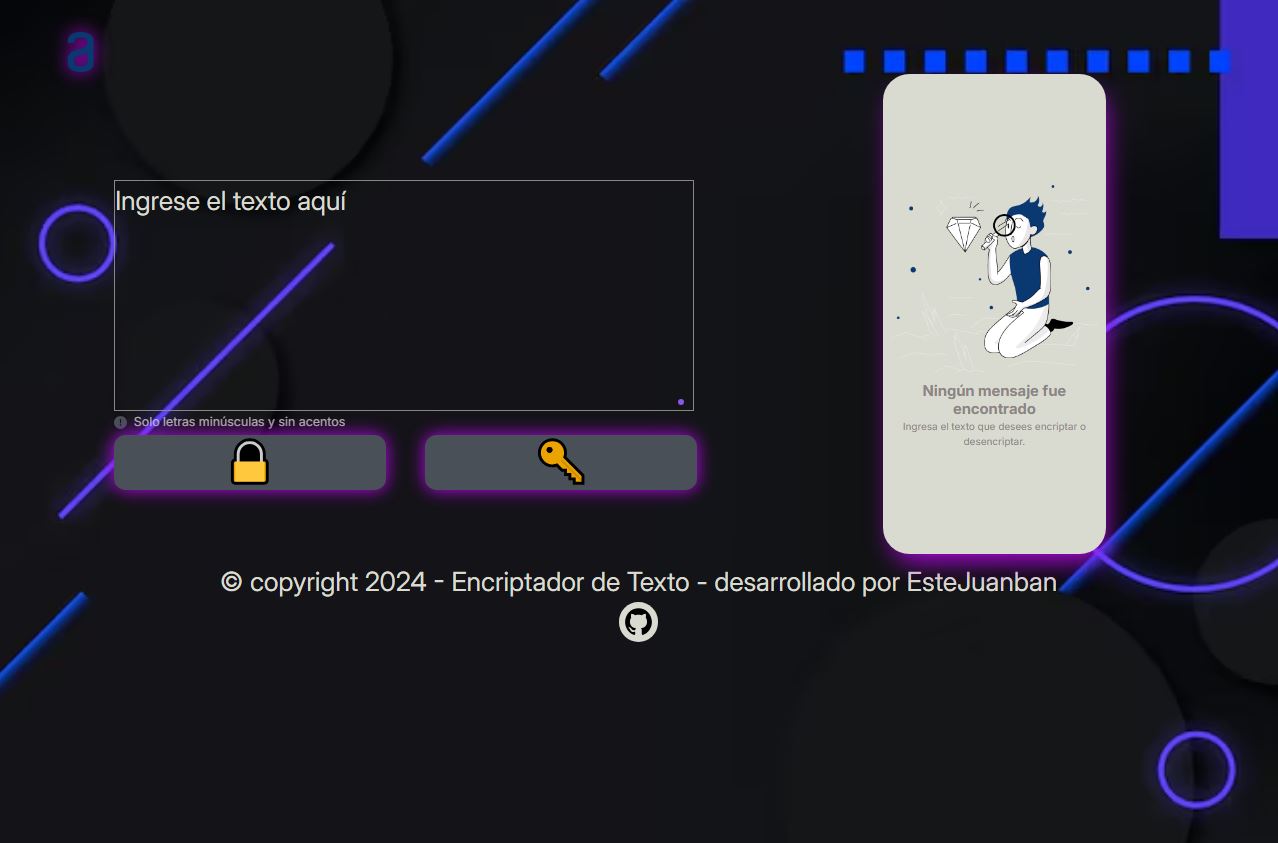 a
Ingrese el texto aquí
! Solo letras minúsculas y sin acentos
Ningún mensaje fue
encontrado
Ingresa el texto que desees encriptar o
desencriptar.
© copyright 2024 - Encriptador de Texto - desarrollado por EsteJuanban